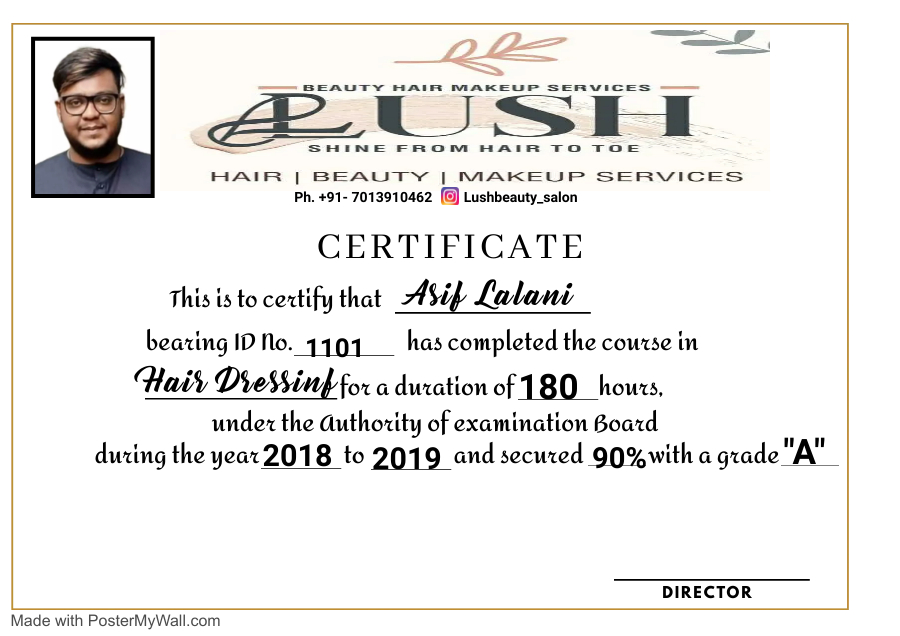 BEAUTY HAIR MAKEUP SERVICES
LUSH
SHINE FROM HAIR TO TOE
HAIR | BEAUTY | MAKEUP SERVICES
Ph. +91- 7013910462 Lushbeauty_salon
CERTIFICATE
This is to certify that Asif Lalani
bearing ID No. 1101 has completed the course in
Hair Dressinf for a duration of 180 hours,
under the Authority of examination Board
during the year 2018 to 2019 and secured 90% with a grade "A"
DIRECTOR
Made with PosterMyWall.com